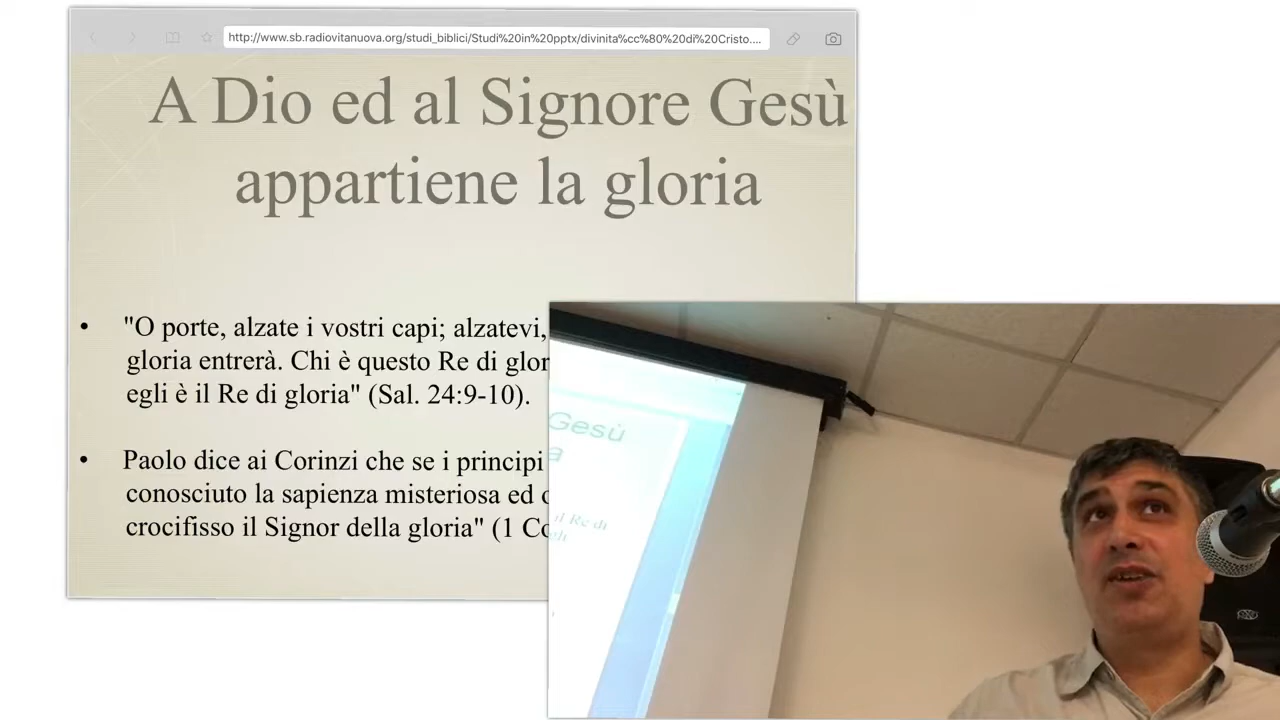 http://www.sb.radiovitanuova.org/studi_biblici/Studi%20in%20pptx/divinita%cc%80%20di%20Cristo....
A Dio ed al Signore Gesù
appartiene la gloria
• "O porte, alzate i vostri capi; alzatevi,
gloria entrerà. Chi è questo Re di glor
egli è il Re di gloria" (Sal. 24:9-10).
• Paolo dice ai Corinzi che se i principi
conosciuto la sapienza misteriosa ed
crocifisso il Signor della gloria" (1 Co
Gesù
a
il Re di